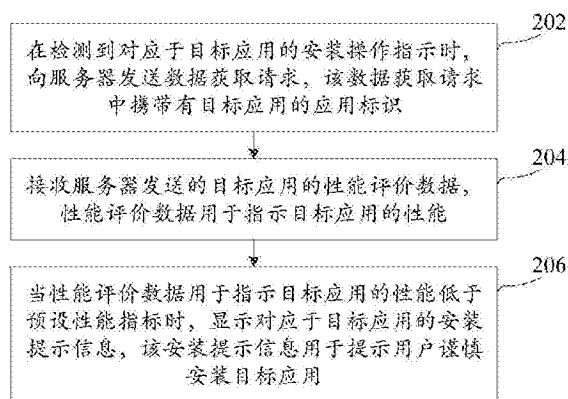 202
在检测到对应于目标应用的安装操作指示时，
向服务器发送数据获取请求，该数据获取请求
中携带有目标应用的应用标识
204
接收服务器发送的目标应用的性能评价数据，
性能评价数据用于指示目标应用的性能
206
当性能评价数据用于指示目标应用的性能低于
预设性能指标时，显示对应于目标应用的安装
提示信息，该安装提示信息用于提示用户谨慎
安装目标应用